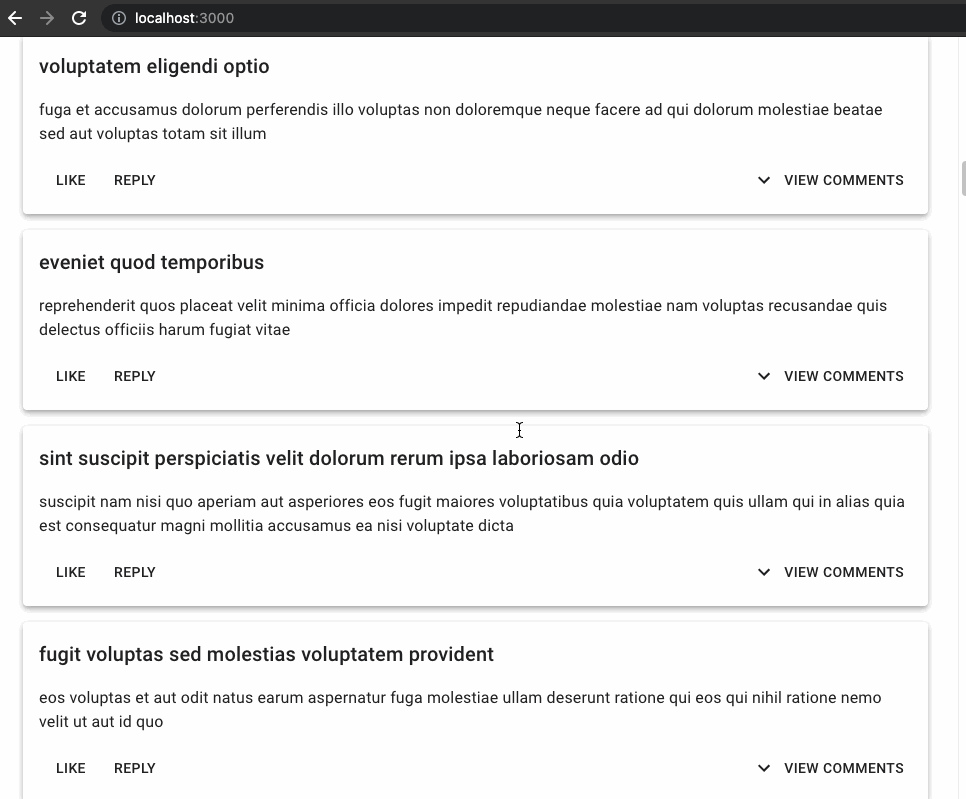 localhost:3000
voluptatem eligendi optio
fuga et accusamus dolorum perferendis illo voluptas non doloremque neque facere ad qui dolorum molestiae beatae
sed aut voluptas totam sit illum
LIKE REPLY VIEW COMMENTS
eveniet quod temporibus
reprehenderit quos placeat velit minima officia dolores impedit repudiandae molestiae nam voluptas recusandae quis
delectus officiis harum fugiat vitae
LIKE REPLY VIEW COMMENTS
sint suscipit perspiciatis velit dolorum rerum ipsa laboriosam odio
suscipit nam nisi quo aperiam aut asperiores eos fugit maiores voluptatibus quia voluptatem quis ullam qui in alias quia
est consequatur magni mollitia accusamus ea nisi voluptate dicta
LIKE REPLY VIEW COMMENTS
fugit voluptas sed molestias voluptatem provident
eos voluptas et aut odit natus earum aspernatur fuga molestiae ullam deserunt ratione qui eos qui nihil ratione nemo
velit ut aut id quo
LIKE REPLY VIEW COMMENTS